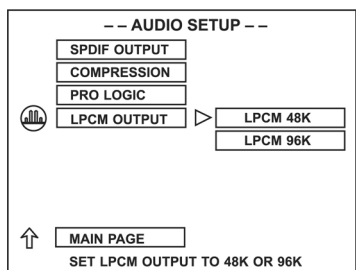 -- AUDIO SETUP --
SPDIF OUTPUT
COMPRESSION
PRO LOGIC
LPCM OUTPUT
LPCM 48K
LPCM 96K
MAIN PAGE
SET LPCM OUTPUT TO 48K OR 96K